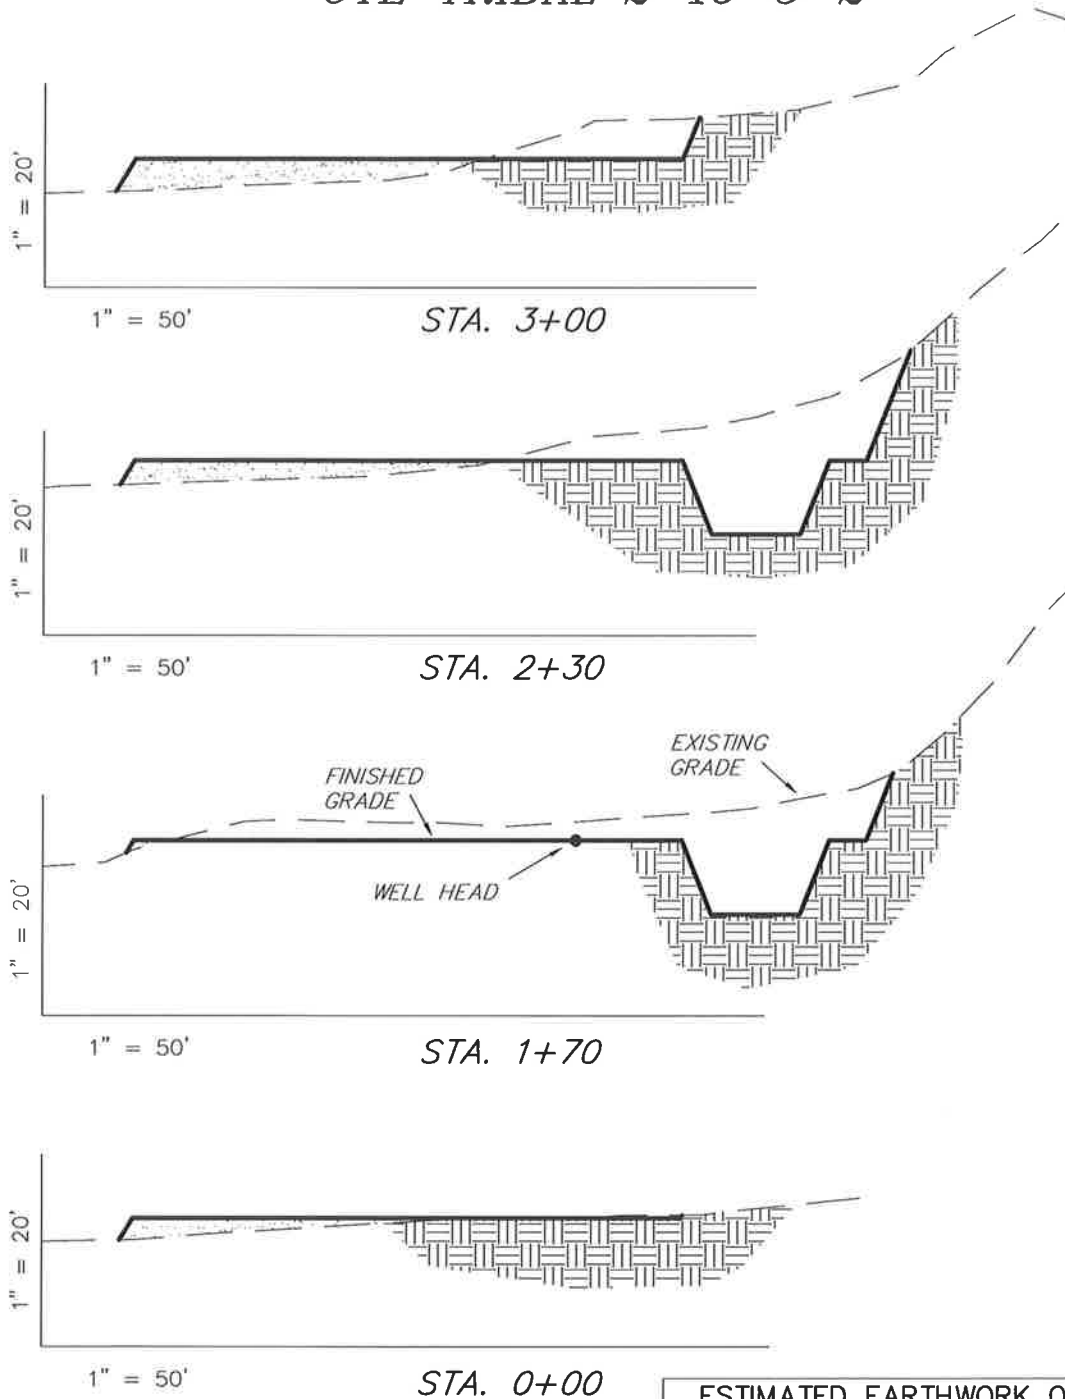 1" = 20'
1" = 50'
STA. 3+00
1" = 20'
1" = 50'
STA. 2+30
EXISTING
GRADE
FINISHED
GRADE
WELL HEAD
1" = 20'
1" = 50'
STA. 1+70
1" = 20'
1" = 50'
STA. 0+00
ESTIMATED EARTHWORK